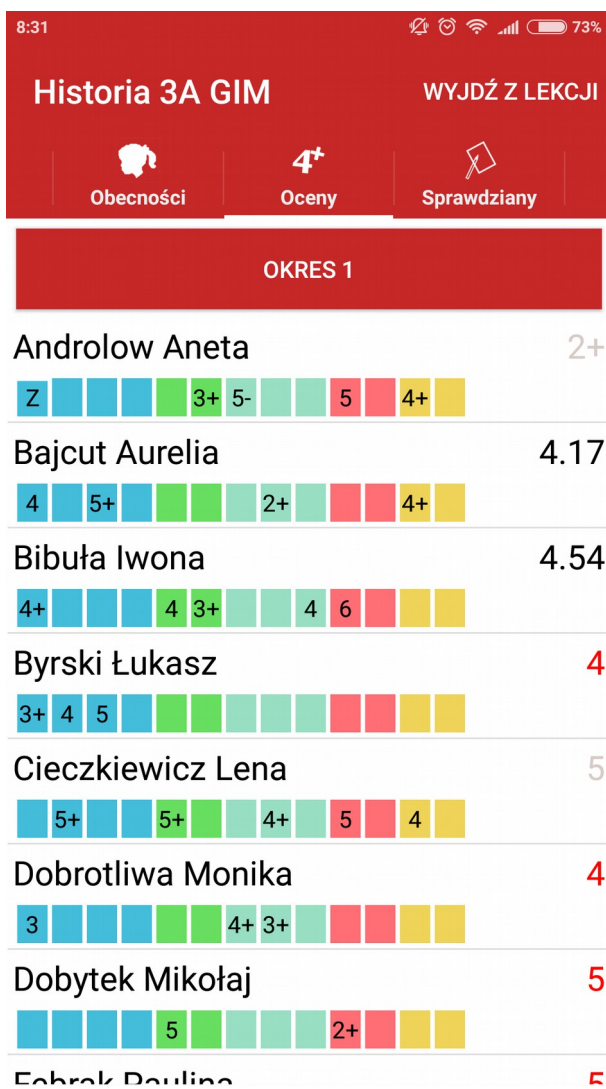 8:31 73%
Historia 3A GIM WYJDŹ Z LEKCJI
4+
Obecności Oceny Sprawdziany
OKRES 1
Androlow Aneta 2+
Z 3+ 5- 5 4+
Bajcut Aurelia 4.17
4 5+ 2+ 4+
Bibuła Iwona 4.54
4+ 4 3+ 4 6
Byrski Łukasz 4
3+ 4 5
Cieczkiewicz Lena 5
5+ 5+ 4+ 5 4
Dobrotliwa Monika 4
3 4+ 3+
Dobytek Mikołaj 5
5 2+
Febrak Paulina 5